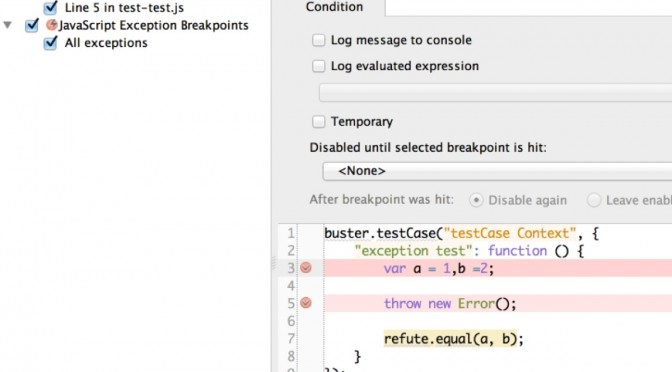 Line 5 in test-test.js
JavaScript Exception Breakpoints
All exceptions
Condition
Log message to console
Log evaluated expression
Temporary
Disabled until selected breakpoint is hit:
<None>
After breakpoint was hit: Disable again Leave enabl
1 buster.testCase("testCase Context", {
2 "exception test": function () {
3 var a = 1,b =2;
4
5 throw new Error();
6
7 refute.equal(a, b);
8 }
});